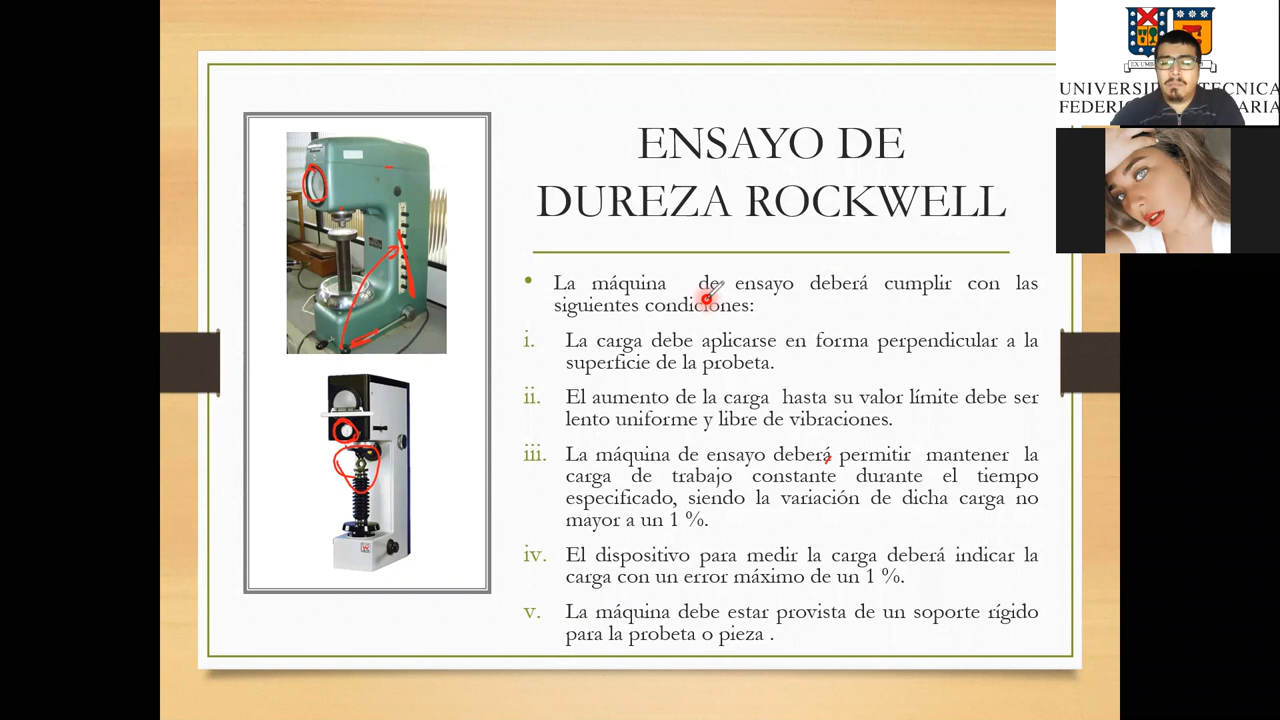 ENSAYO DE
DUREZA ROCKWELL
• La máquina de ensayo deberá cumplir con las
siguientes condiciones:
i. La carga debe aplicarse en forma perpendicular a la
superficie de la probeta.
ii. El aumento de la carga hasta su valor límite debe ser
lento uniforme y libre de vibraciones.
iii. La máquina de ensayo deberá permitir mantener la
carga de trabajo constante durante el tiempo
especificado, siendo la variación de dicha carga no
mayor a un 1 %.
iv. El dispositivo para medir la carga deberá indicar la
carga con un error máximo de un 1 %.
v. La máquina debe estar provista de un soporte rígido
para la probeta o pieza .
EX UMB
UNIVERSI TECNICA
FEDERI ARIA